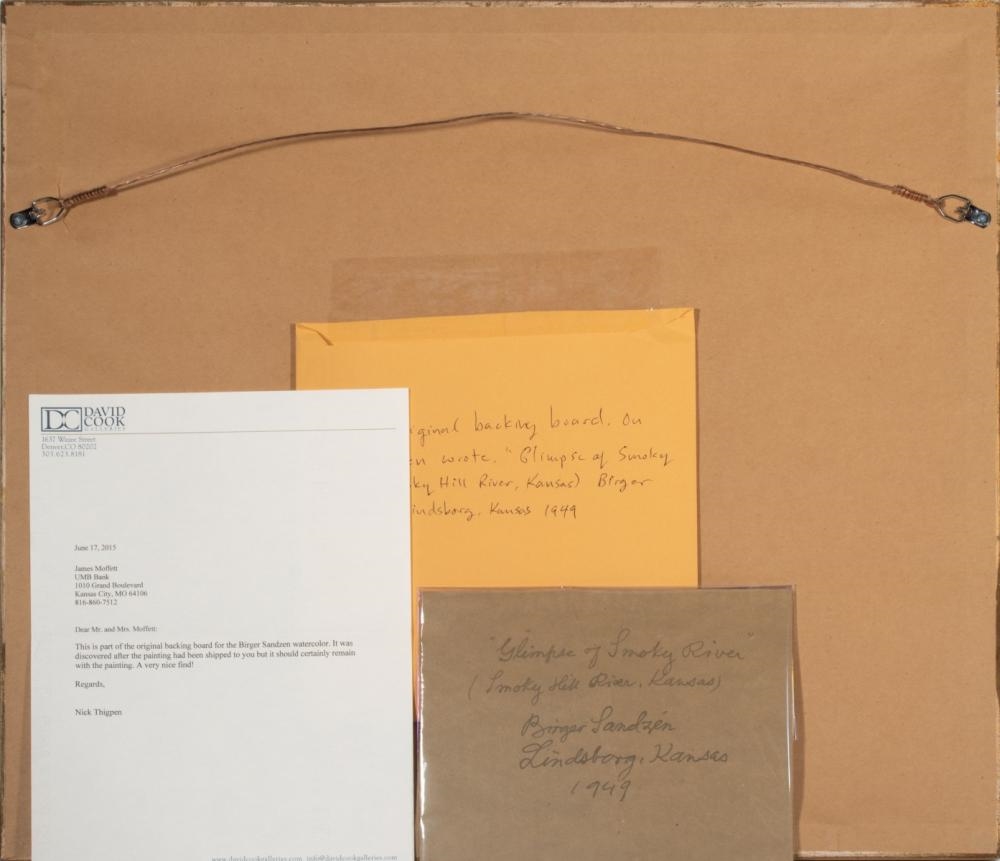 DC DAVID
COOK
GALLERIES
1637 Wazee Street
Denver, CO 80202
303.623.8181
June 17, 2015
James Moffett
UMB Bank
1010 Grand Boulevard
Kansas City, MO 64106
816-860-7512
Dear Mr. and Mrs. Moffett:
This is part of the original backing board for the Birger Sandzen watercolor. It was
discovered after the painting had been shipped to you but it should certainly remain
with the painting. A very nice find!
Regards,
Nick Thigpen
www.davidcookgalleries.com info@davidcookgalleries.com
ginal backing board. On
en wrote, "Glimpse of Smoky
ky Hill River, Kansas) Birger
indsborg, Kansas 1949
"Glimpse of Smoky River"
(Smoky Hill River, Kansas)
Birger Sandzén
Lindsborg, Kansas
1949